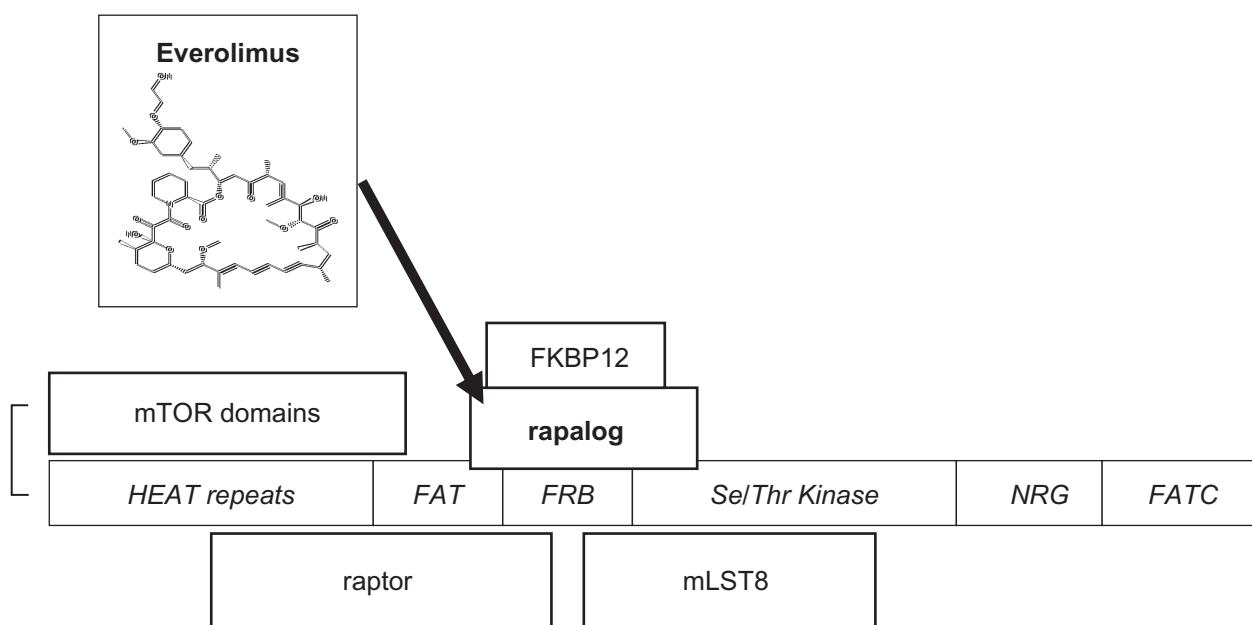 Everolimus
FKBP12
mTOR domains
rapalog
HEAT repeats FAT FRB Se/Thr Kinase NRG FATC
raptor mLST8